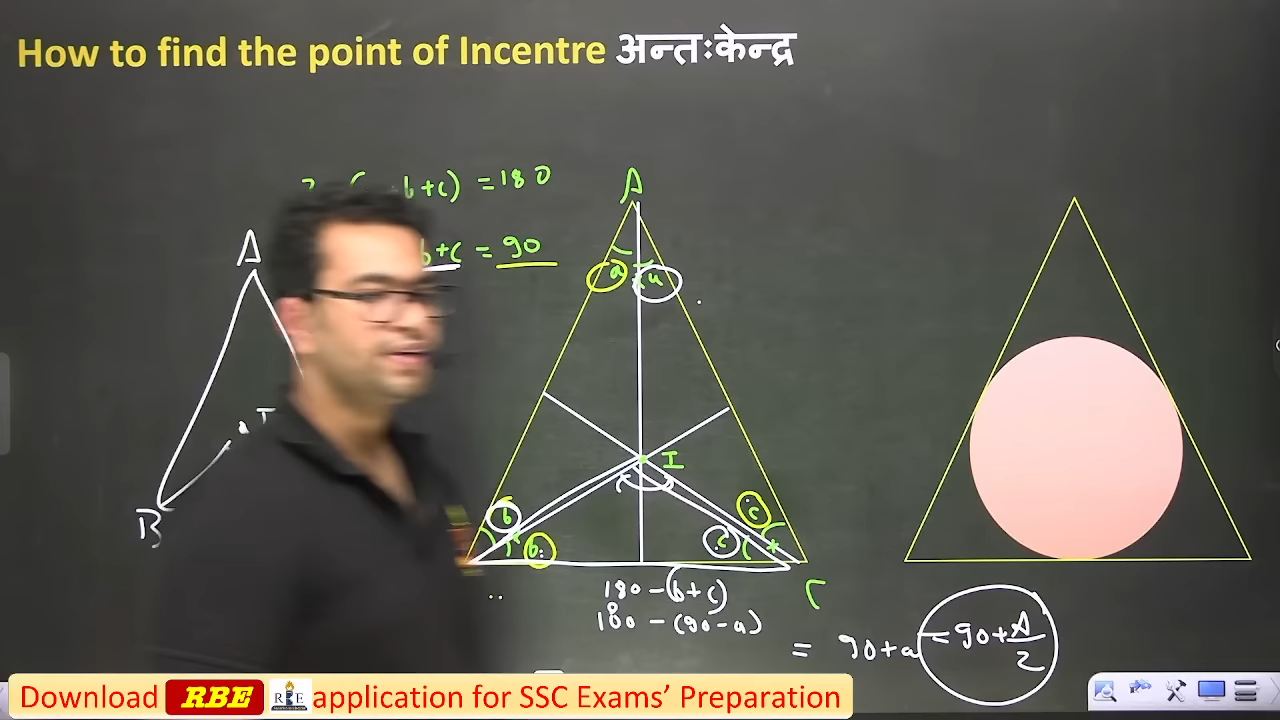 How to find the point of Incentre अन्तःकेन्द्र
b+c) = 180
b+c = 90
A
A
a a
I
B
b c
b c
C
180-(b+c)
180-(90-a)
= 90+a = 90+A/2
Download RBE RBE application for SSC Exams' Preparation